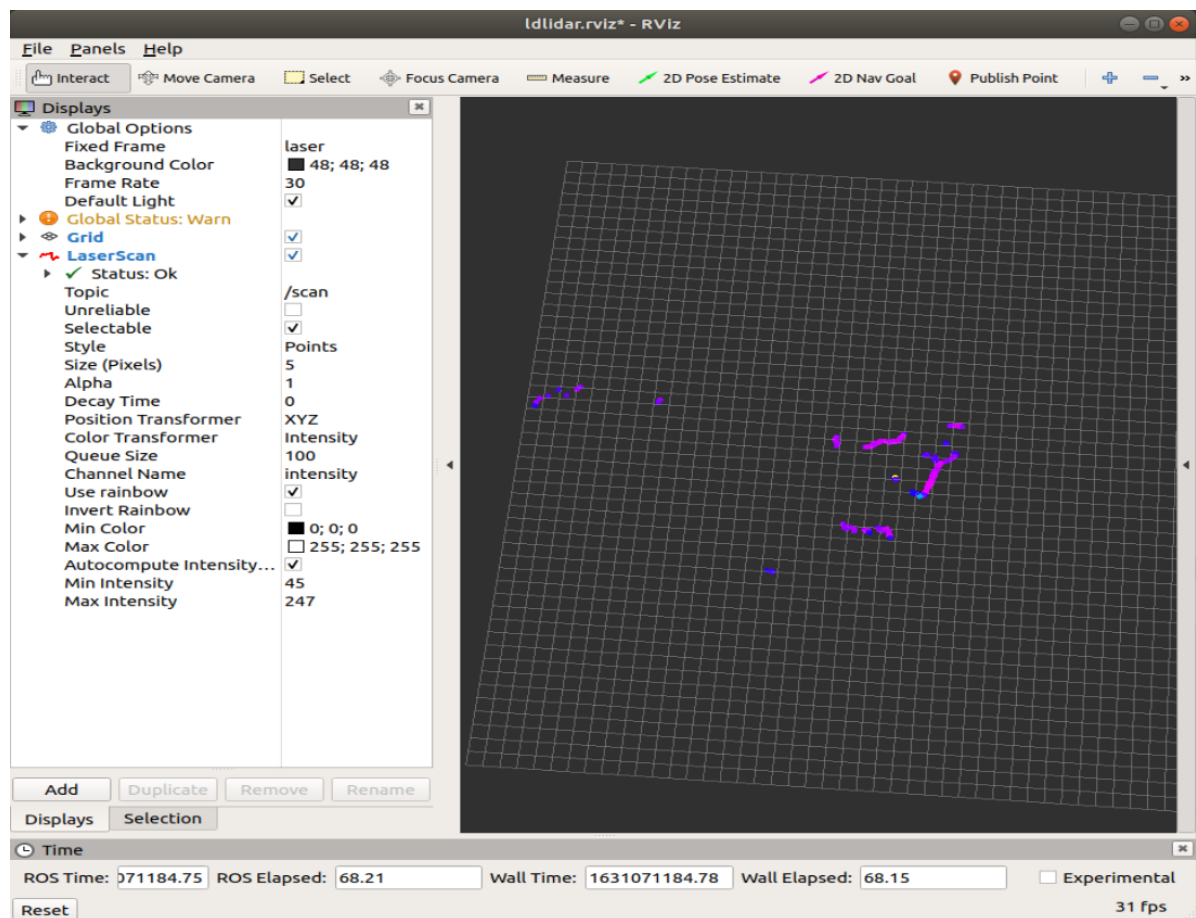 ldlidar.rviz* - RViz
File Panels Help
Interact Move Camera Select Focus Camera Measure 2D Pose Estimate 2D Nav Goal Publish Point »
Displays
Global Options
Fixed Frame laser
Background Color 48; 48; 48
Frame Rate 30
Default Light
Global Status: Warn
Grid
LaserScan
Status: Ok
Topic /scan
Unreliable
Selectable
Style Points
Size (Pixels) 5
Alpha 1
Decay Time 0
Position Transformer XYZ
Color Transformer Intensity
Queue Size 100
Channel Name intensity
Use rainbow
Invert Rainbow
Min Color 0; 0; 0
Max Color 255; 255; 255
Autocompute Intensity...
Min Intensity 45
Max Intensity 247
Add Duplicate Remove Rename
Displays Selection
Time
ROS Time: 071184.75 ROS Elapsed: 68.21 Wall Time: 1631071184.78 Wall Elapsed: 68.15 Experimental
Reset 31 fps